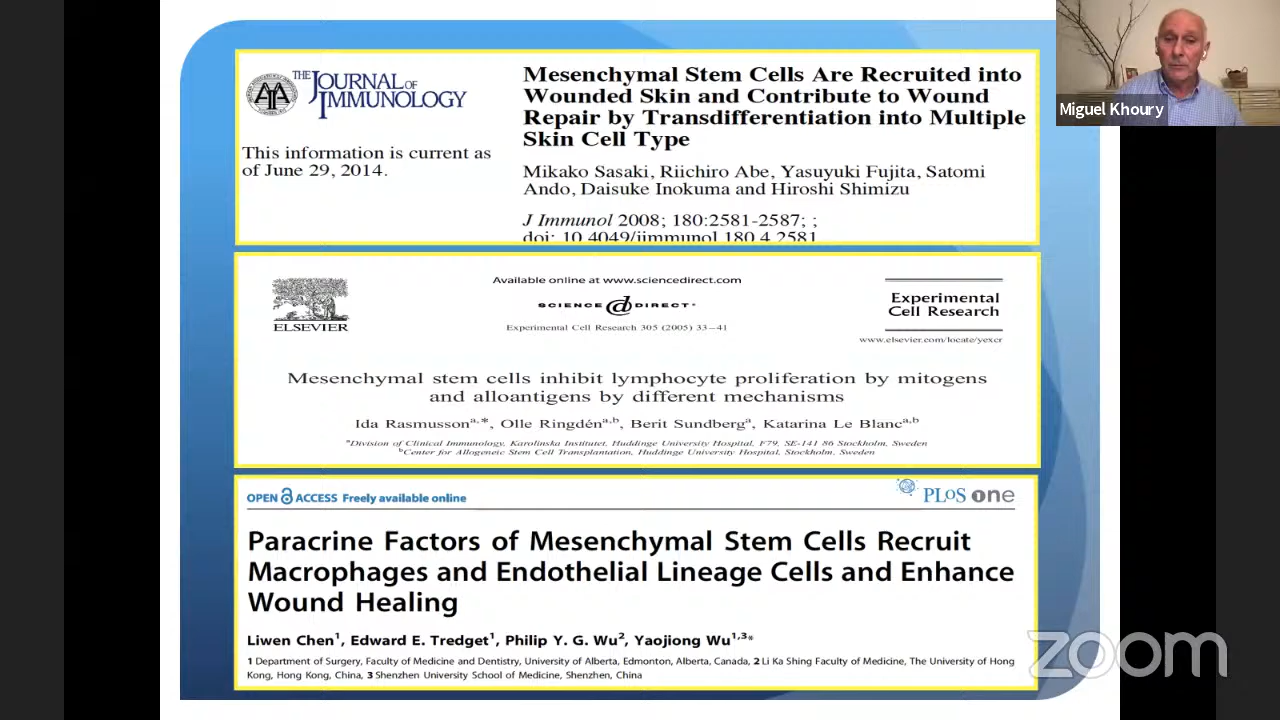 THE JOURNAL OF
IMMUNOLOGY
This information is current as
of June 29, 2014.
Mesenchymal Stem Cells Are Recruited into
Wounded Skin and Contribute to Wound
Repair by Transdifferentiation into Multiple
Skin Cell Type
Mikako Sasaki, Riichiro Abe, Yasuyuki Fujita, Satomi
Ando, Daisuke Inokuma and Hiroshi Shimizu
J Immunol 2008; 180:2581-2587; ;
doi: 10.4049/jimmunol.180.4.2581
Miguel Khoury
ELSEVIER
Available online at www.sciencedirect.com
SCIENCE @ DIRECT®
Experimental Cell Research 305 (2005) 33–41
Experimental
Cell Research
www.elsevier.com/locate/yexcr
Mesenchymal stem cells inhibit lymphocyte proliferation by mitogens
and alloantigens by different mechanisms
Ida Rasmusson a,*, Olle Ringdén a,b, Berit Sundberg a, Katarina Le Blanc a,b
a Division of Clinical Immunology, Karolinska Institutet, Huddinge University Hospital, F79, SE-141 86 Stockholm, Sweden
b Center for Allogeneic Stem Cell Transplantation, Huddinge University Hospital, Stockholm, Sweden
OPEN ACCESS Freely available online
PLoS one
Paracrine Factors of Mesenchymal Stem Cells Recruit
Macrophages and Endothelial Lineage Cells and Enhance
Wound Healing
Liwen Chen1, Edward E. Tredget1, Philip Y. G. Wu2, Yaojiong Wu1,3*
1 Department of Surgery, Faculty of Medicine and Dentistry, University of Alberta, Edmonton, Alberta, Canada, 2 Li Ka Shing Faculty of Medicine, The University of Hong
Kong, Hong Kong, China, 3 Shenzhen University School of Medicine, Shenzhen, China
zoom